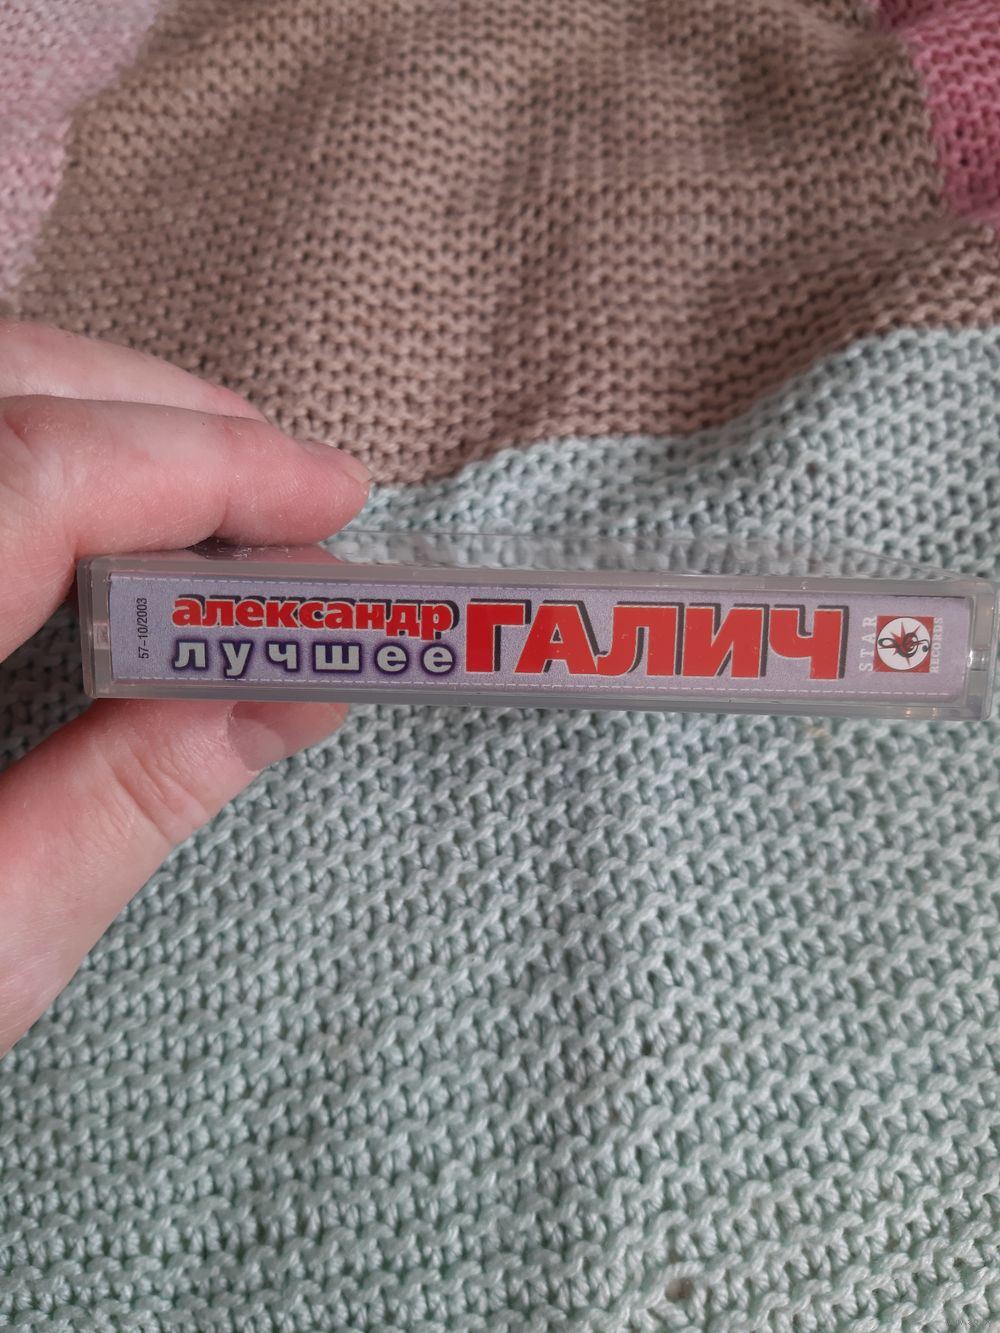 57-10/2003
александр
лучшее
ГАЛИЧ
STAR
RECORDS